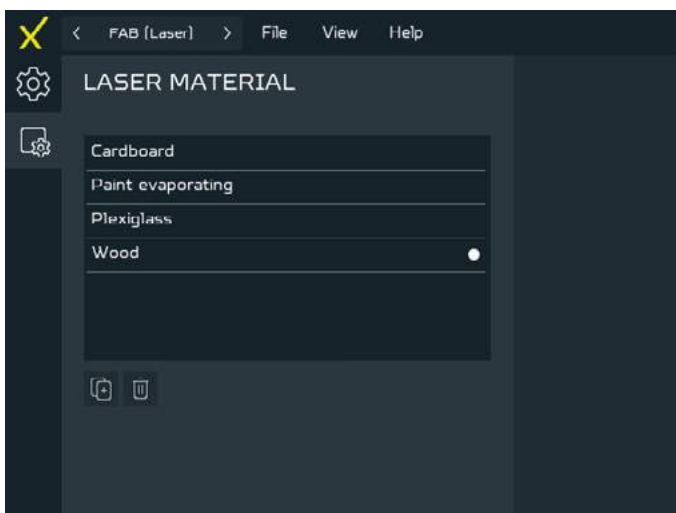 FAB (Laser) File View Help
LASER MATERIAL
Cardboard
Paint evaporating
Plexiglass
Wood